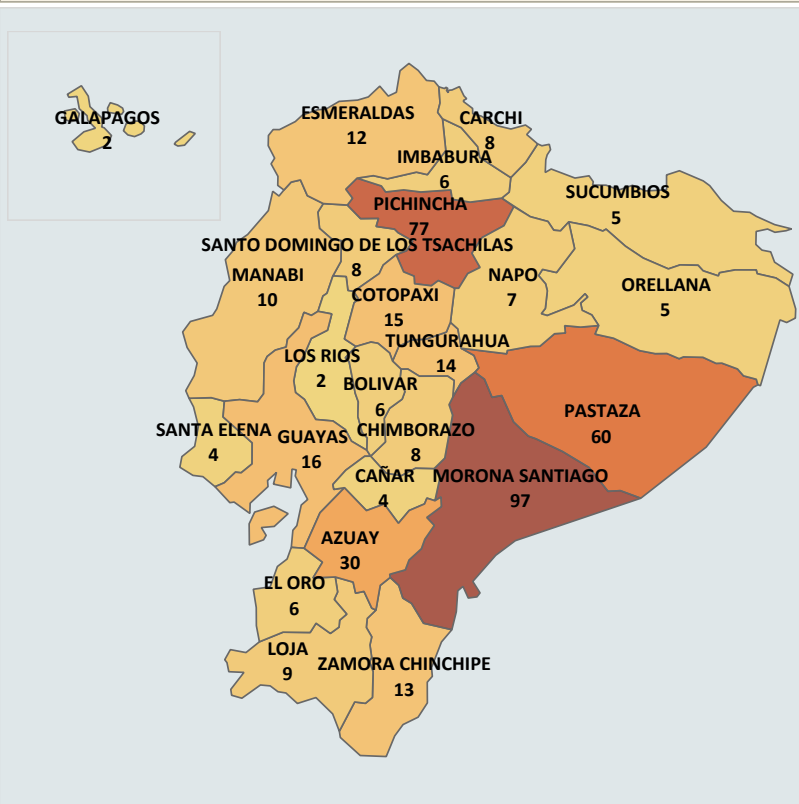 GALAPAGOS
2
ESMERALDAS
12
CARCHI
8
IMBABURA
6
SUCUMBIOS
5
PICHINCHA
77
SANTO DOMINGO DE LOS TSACHILAS
8
MANABI
10
NAPO
7
ORELLANA
5
COTOPAXI
15
TUNGURAHUA
14
LOS RIOS
2
BOLIVAR
6
PASTAZA
60
SANTA ELENA
4
GUAYAS
16
CHIMBORAZO
8
CAÑAR
4
MORONA SANTIAGO
97
AZUAY
30
EL ORO
6
LOJA
9
ZAMORA CHINCHIPE
13